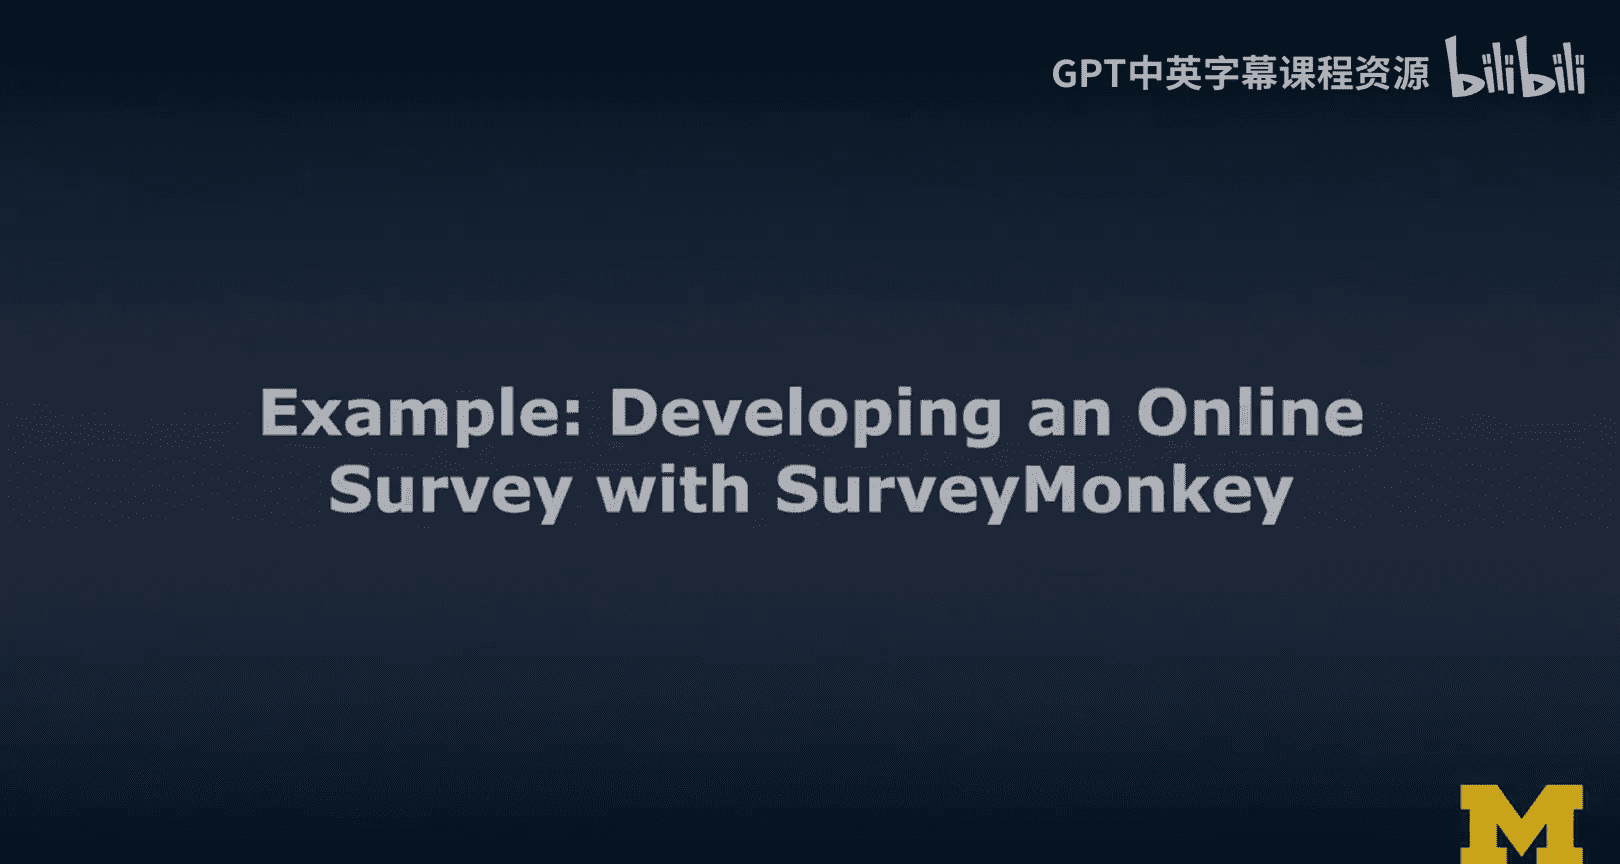 GPT中英字幕课程资源 bilibili
Example: Developing an Online
Survey with SurveyMonkey
M